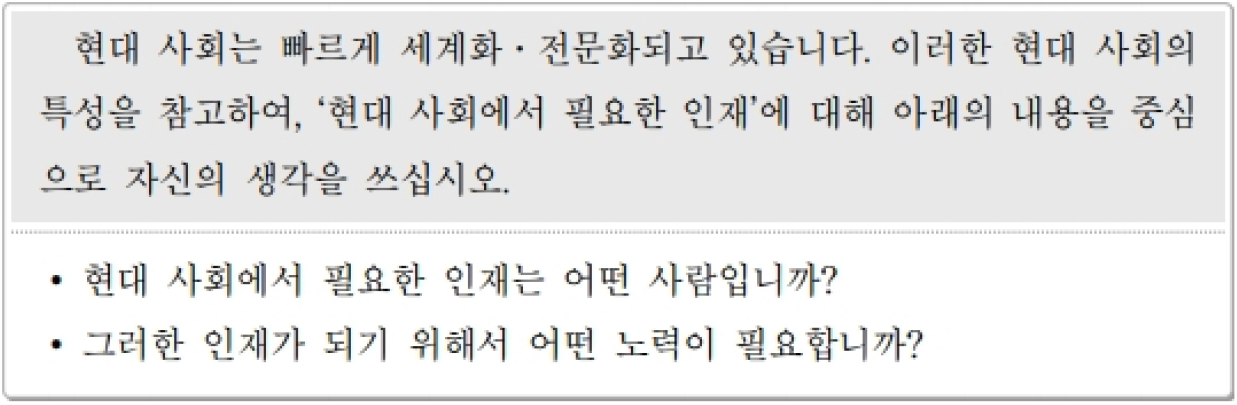 현대 사회는 빠르게 세계화·전문화되고 있습니다. 이러한 현대 사회의
특성을 참고하여, ‘현대 사회에서 필요한 인재’에 대해 아래의 내용을 중심
으로 자신의 생각을 쓰십시오.
• 현대 사회에서 필요한 인재는 어떤 사람입니까?
• 그러한 인재가 되기 위해서 어떤 노력이 필요합니까?